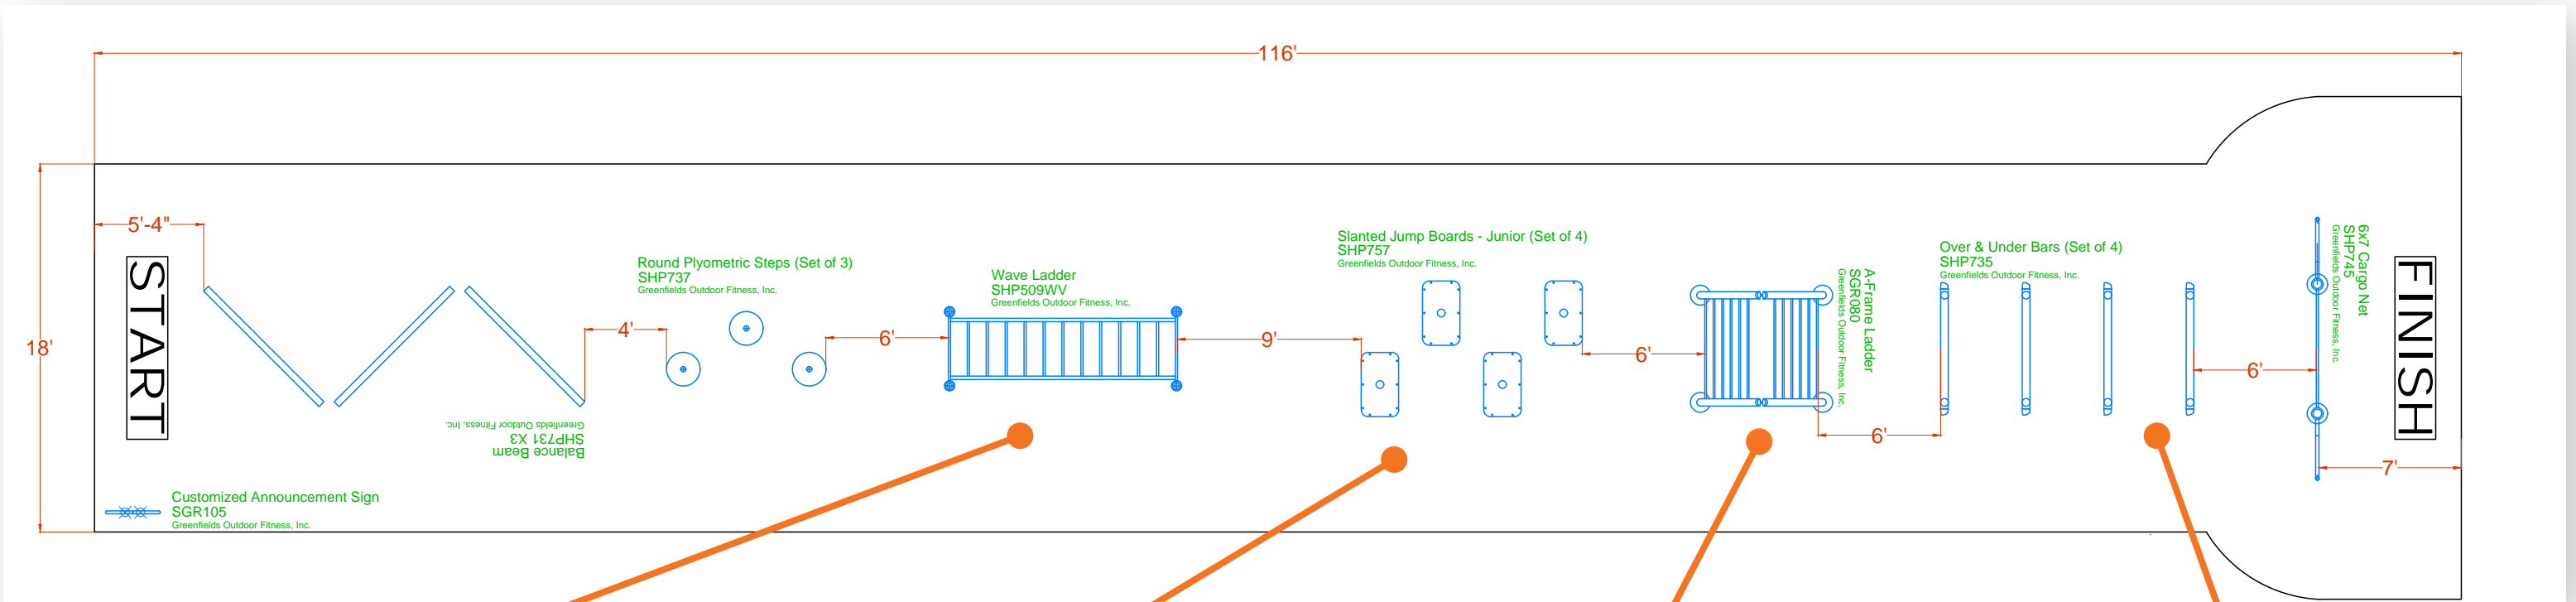 116'
18'
5'-4"
START
Balance Beam
SHP731 X3
Greenfields Outdoor Fitness, Inc.
Customized Announcement Sign
SGR105
Greenfields Outdoor Fitness, Inc.
4'
Round Plyometric Steps (Set of 3)
SHP737
Greenfields Outdoor Fitness, Inc.
6'
Wave Ladder
SHP509WV
Greenfields Outdoor Fitness, Inc.
9'
Slanted Jump Boards - Junior (Set of 4)
SHP757
Greenfields Outdoor Fitness, Inc.
6'
A-Frame Ladder
SGR080
Greenfields Outdoor Fitness, Inc.
6'
Over & Under Bars (Set of 4)
SHP735
Greenfields Outdoor Fitness, Inc.
6'
6x7 Cargo Net
SHP745
Greenfields Outdoor Fitness, Inc.
7'
FINISH